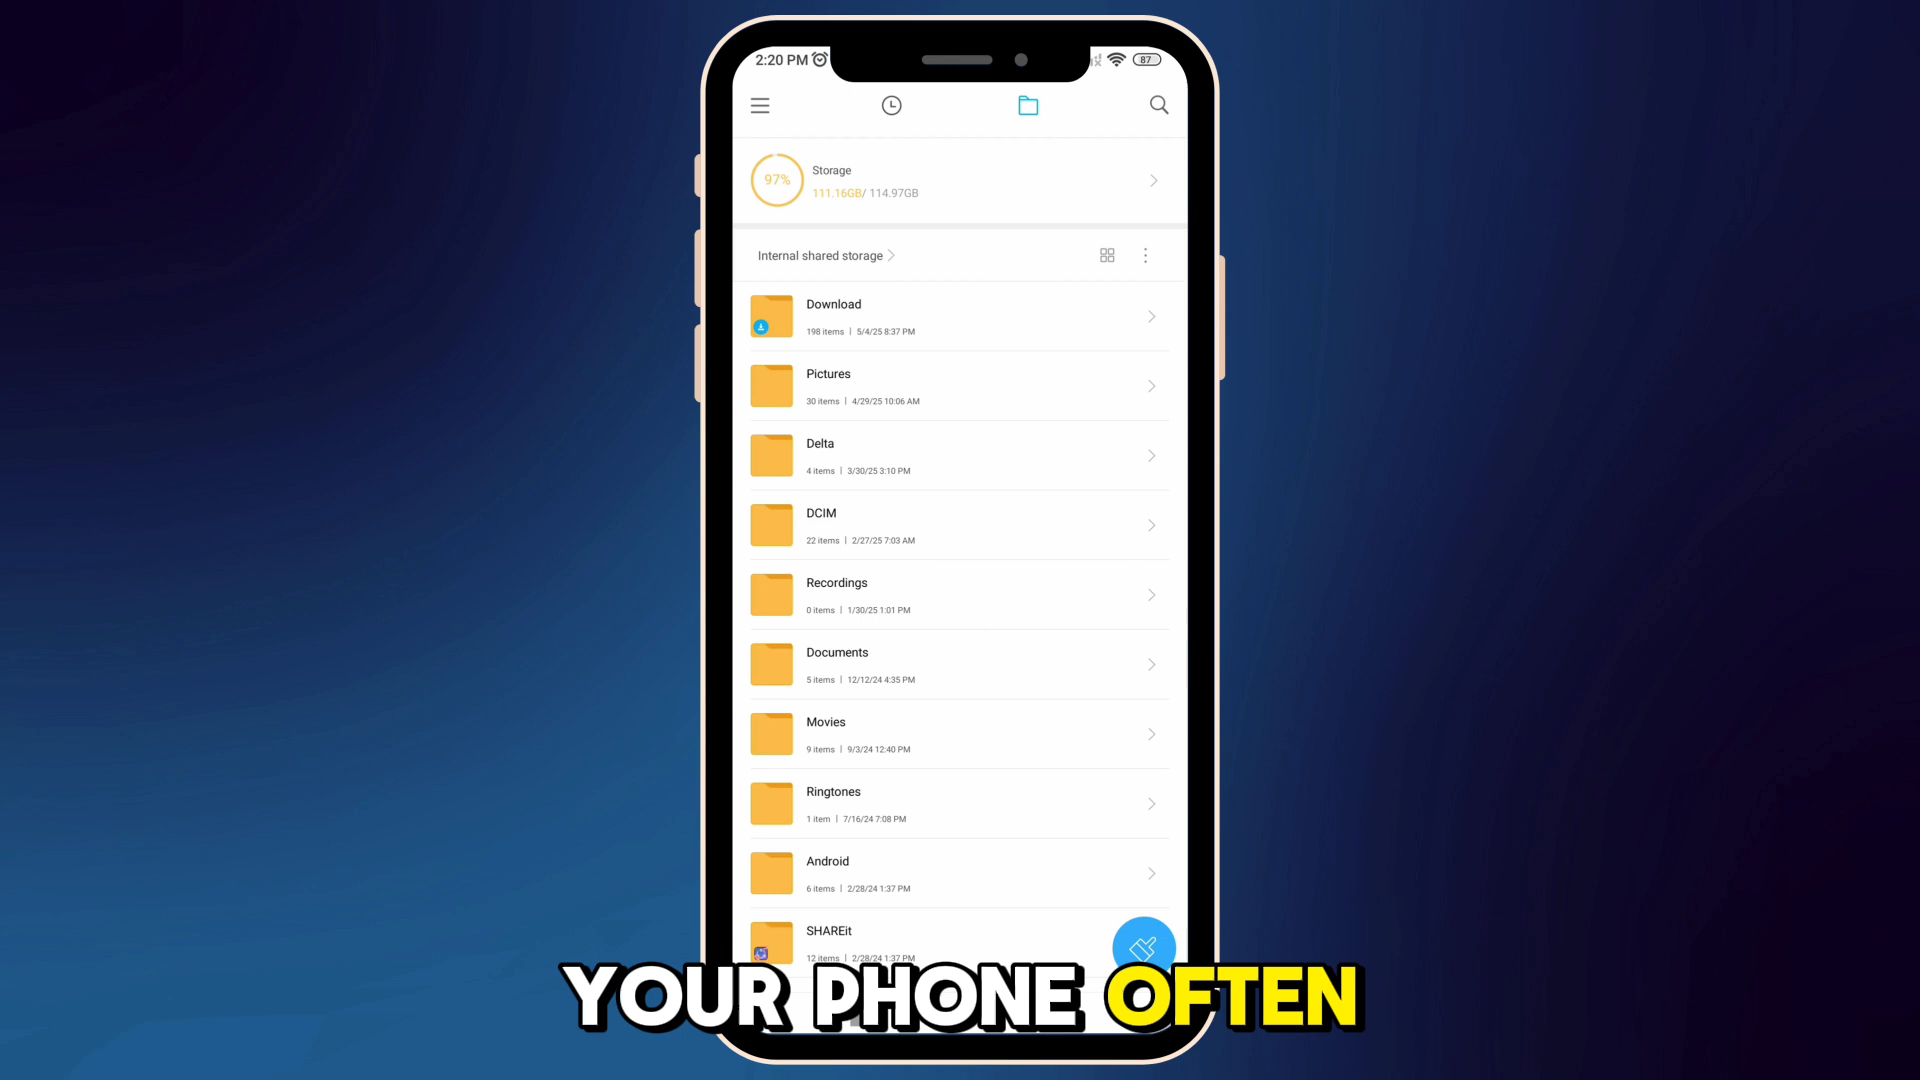 2:20 PM
87
97%
Storage
111.16GB/ 114.97GB
Internal shared storage
Download
198 items | 5/4/25 8:37 PM
Pictures
30 items | 4/29/25 10:06 AM
Delta
4 items | 3/30/25 3:10 PM
DCIM
22 items | 2/27/25 7:03 AM
Recordings
0 items | 1/30/25 1:01 PM
Documents
5 items | 12/12/24 4:35 PM
Movies
9 items | 9/3/24 12:40 PM
Ringtones
1 item | 7/16/24 7:08 PM
Android
6 items | 2/28/24 1:37 PM
SHAREit
12 items | 2/28/24 1:37 PM
YOUR PHONE OFTEN